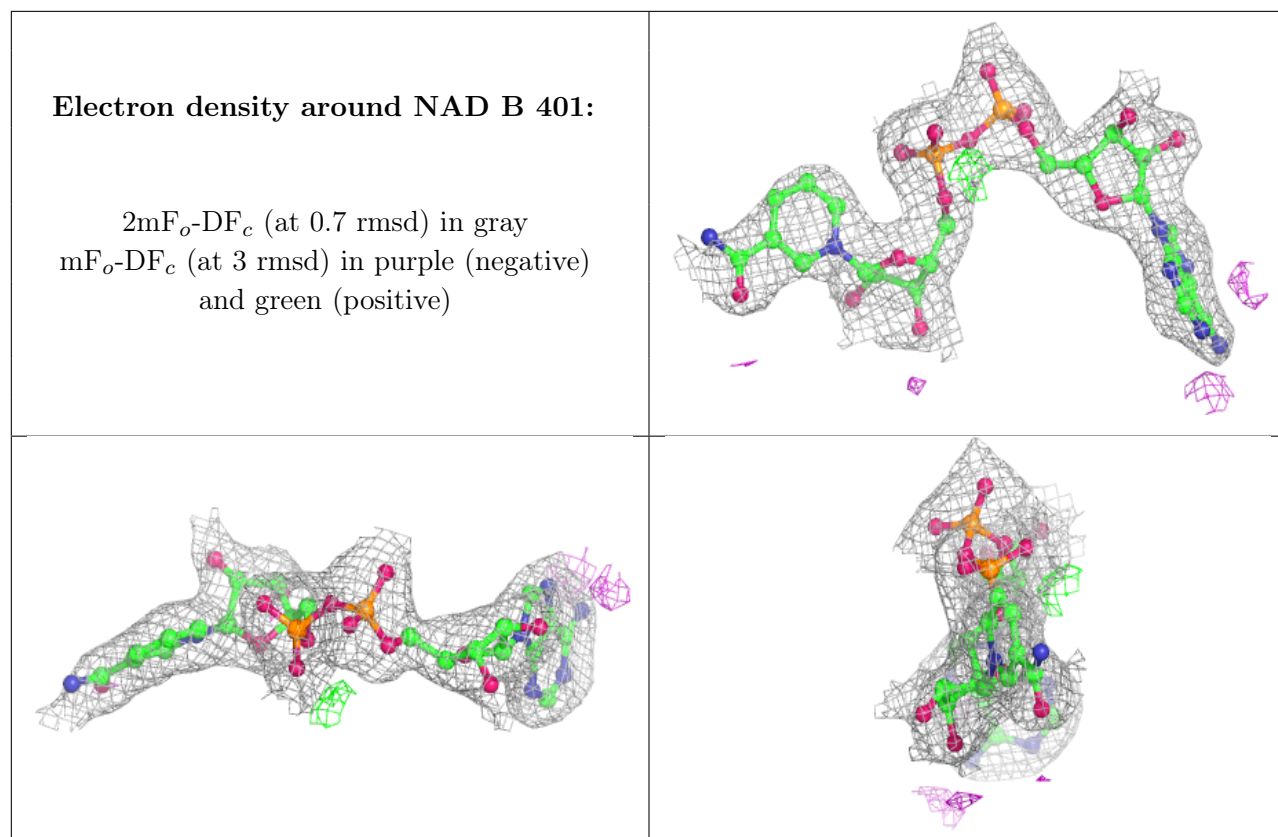 Electron density around NAD B 401:
2mFo-DFc (at 0.7 rmsd) in gray
mFo-DFc (at 3 rmsd) in purple (negative)
and green (positive)